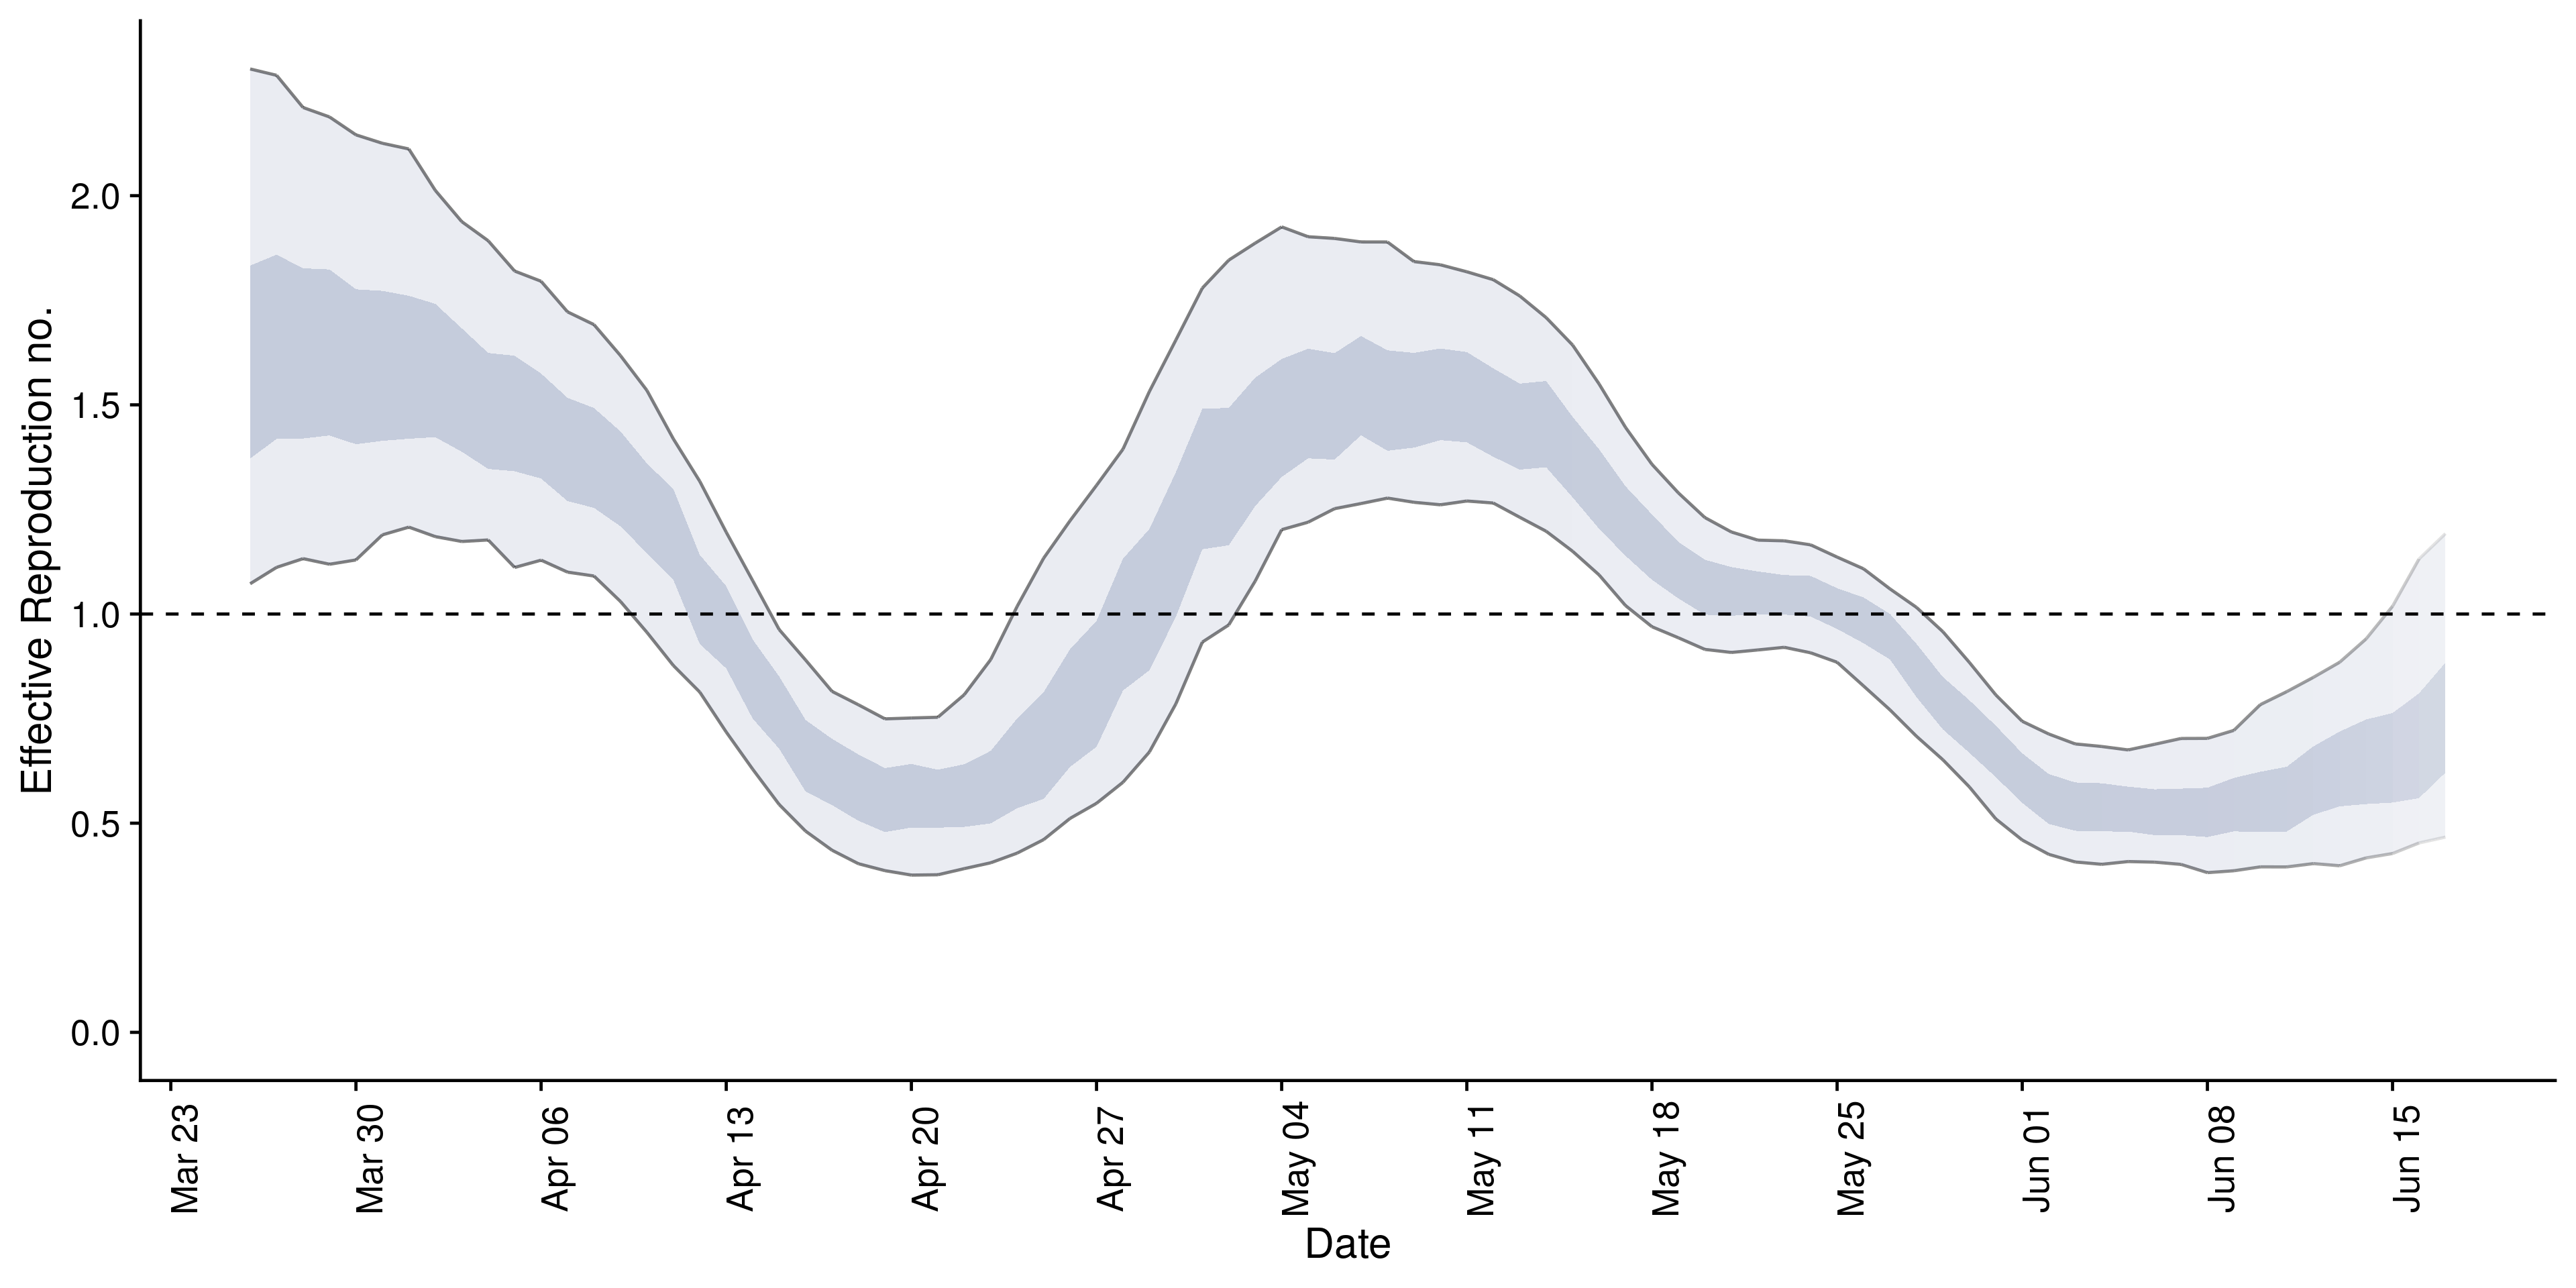 Effective Reproduction no.
2.0
1.5
1.0
0.5
0.0
Mar 23
Mar 30
Apr 06
Apr 13
Apr 20
Apr 27
May 04
May 11
May 18
May 25
Jun 01
Jun 08
Jun 15
Date